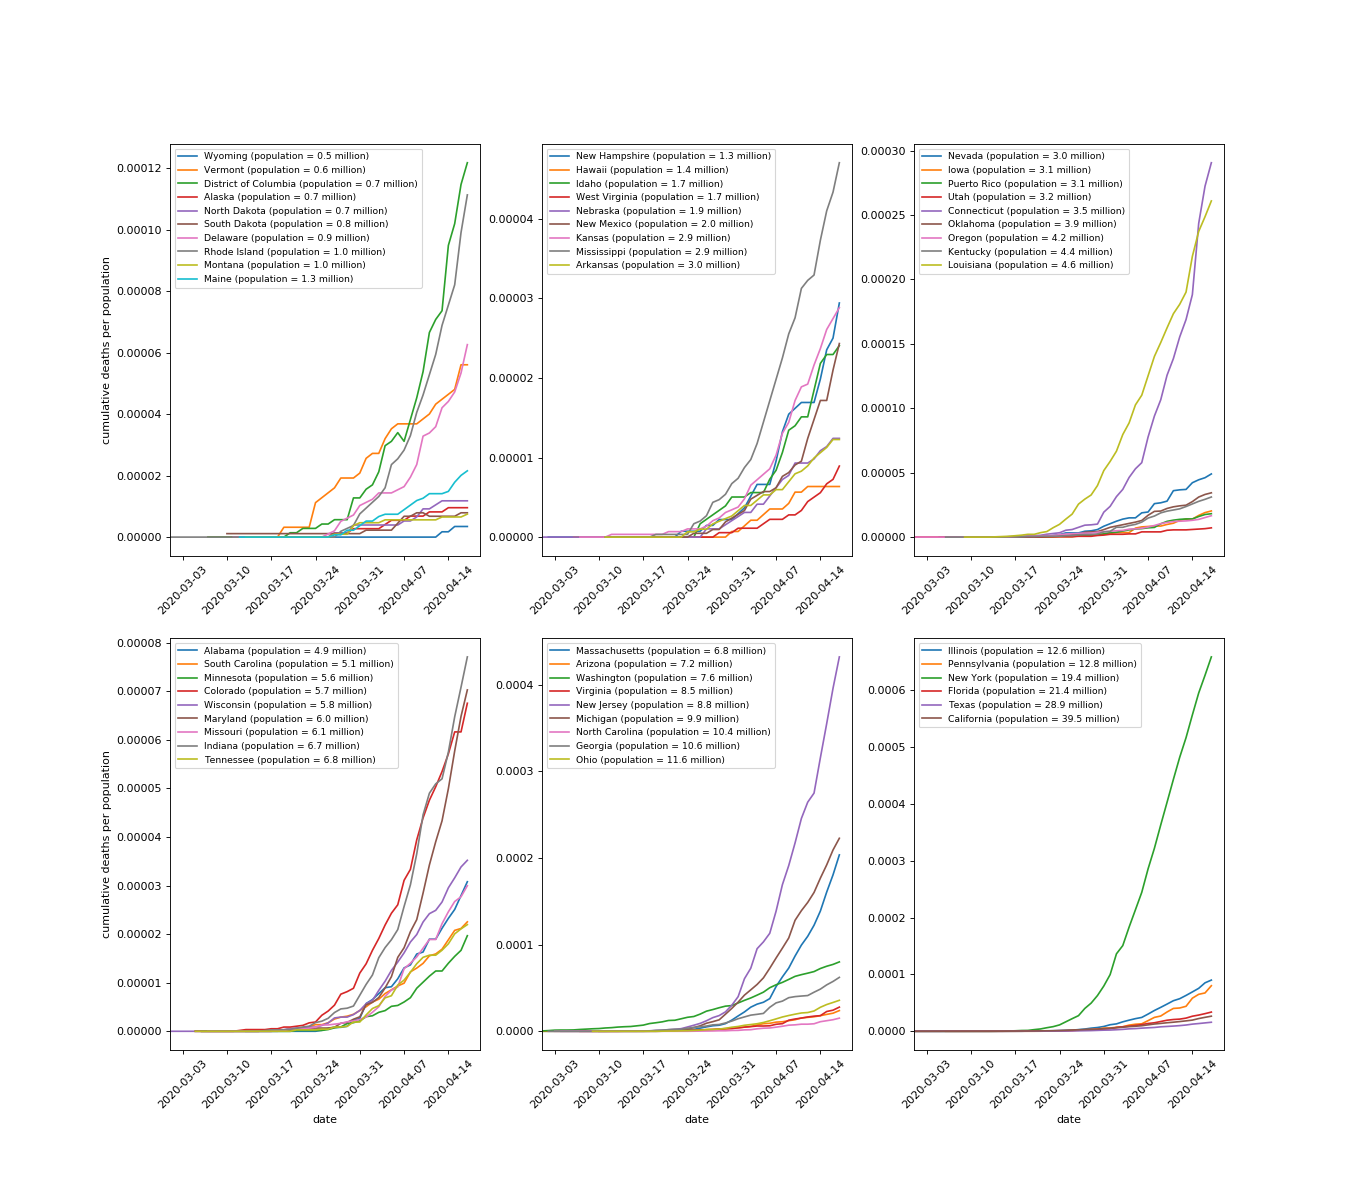 cumulative deaths per population
0.00012
0.00010
0.00008
0.00006
0.00004
0.00002
0.00000
Wyoming (population = 0.5 million)
Vermont (population = 0.6 million)
District of Columbia (population = 0.7 million)
Alaska (population = 0.7 million)
North Dakota (population = 0.7 million)
South Dakota (population = 0.8 million)
Delaware (population = 0.9 million)
Rhode Island (population = 1.0 million)
Montana (population = 1.0 million)
Maine (population = 1.3 million)
2020-03-03
2020-03-10
2020-03-17
2020-03-24
2020-03-31
2020-04-07
2020-04-14
0.00004
0.00003
0.00002
0.00001
0.00000
New Hampshire (population = 1.3 million)
Hawaii (population = 1.4 million)
Idaho (population = 1.7 million)
West Virginia (population = 1.7 million)
Nebraska (population = 1.9 million)
New Mexico (population = 2.0 million)
Kansas (population = 2.9 million)
Mississippi (population = 2.9 million)
Arkansas (population = 3.0 million)
2020-03-03
2020-03-10
2020-03-17
2020-03-24
2020-03-31
2020-04-07
2020-04-14
0.00030
0.00025
0.00020
0.00015
0.00010
0.00005
0.00000
Nevada (population = 3.0 million)
Iowa (population = 3.1 million)
Puerto Rico (population = 3.1 million)
Utah (population = 3.2 million)
Connecticut (population = 3.5 million)
Oklahoma (population = 3.9 million)
Oregon (population = 4.2 million)
Kentucky (population = 4.4 million)
Louisiana (population = 4.6 million)
2020-03-03
2020-03-10
2020-03-17
2020-03-24
2020-03-31
2020-04-07
2020-04-14
cumulative deaths per population
0.00008
0.00007
0.00006
0.00005
0.00004
0.00003
0.00002
0.00001
0.00000
Alabama (population = 4.9 million)
South Carolina (population = 5.1 million)
Minnesota (population = 5.6 million)
Colorado (population = 5.7 million)
Wisconsin (population = 5.8 million)
Maryland (population = 6.0 million)
Missouri (population = 6.1 million)
Indiana (population = 6.7 million)
Tennessee (population = 6.8 million)
2020-03-03
2020-03-10
2020-03-17
2020-03-24
2020-03-31
2020-04-07
2020-04-14
date
0.0004
0.0003
0.0002
0.0001
0.0000
Massachusetts (population = 6.8 million)
Arizona (population = 7.2 million)
Washington (population = 7.6 million)
Virginia (population = 8.5 million)
New Jersey (population = 8.8 million)
Michigan (population = 9.9 million)
North Carolina (population = 10.4 million)
Georgia (population = 10.6 million)
Ohio (population = 11.6 million)
2020-03-03
2020-03-10
2020-03-17
2020-03-24
2020-03-31
2020-04-07
2020-04-14
date
0.0006
0.0005
0.0004
0.0003
0.0002
0.0001
0.0000
Illinois (population = 12.6 million)
Pennsylvania (population = 12.8 million)
New York (population = 19.4 million)
Florida (population = 21.4 million)
Texas (population = 28.9 million)
California (population = 39.5 million)
2020-03-03
2020-03-10
2020-03-17
2020-03-24
2020-03-31
2020-04-07
2020-04-14
date